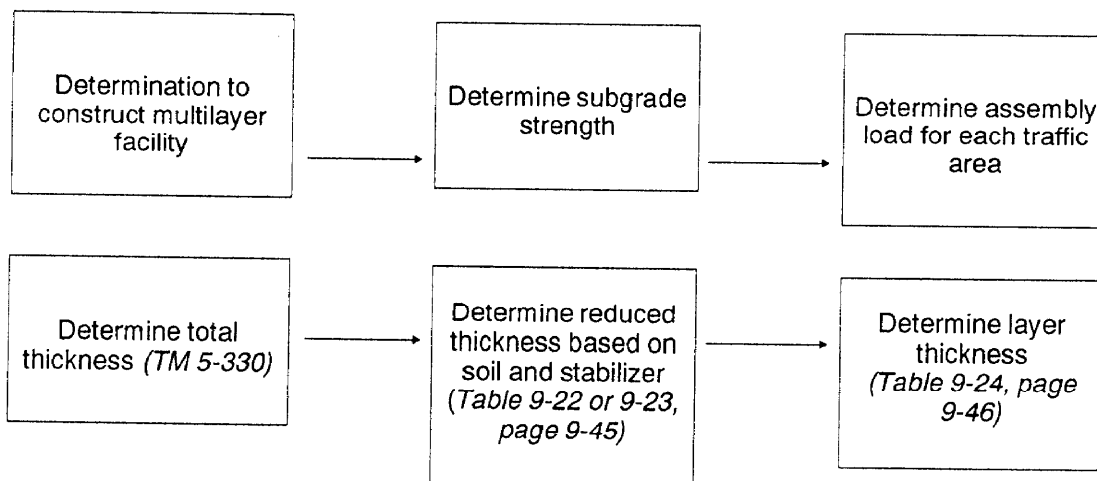 Determination to
construct multilayer
facility
Determine subgrade
strength
Determine assembly
load for each traffic
area
Determine total
thickness (TM 5-330)
Determine reduced
thickness based on
soil and stabilizer
(Table 9-22 or 9-23,
page 9-45)
Determine layer
thickness
(Table 9-24, page
9-46)